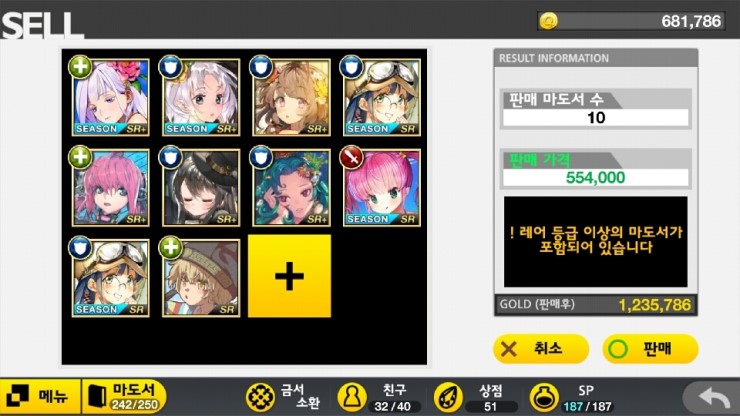 SELL
681,786
SEASON SR+
SEASON SR+
SR+
SEASON SR
SR+
SR+
SR+
SEASON SR
SEASON SR
SR
+
RESULT INFORMATION
판매 마도서 수
10
판매 가격
554,000
! 레어 등급 이상의 마도서가
포함되어 있습니다
GOLD (판매후) 1,235,786
취소
판매
메뉴
마도서
242/250
금서
소환
친구
32/40
상점
51
SP
187/187